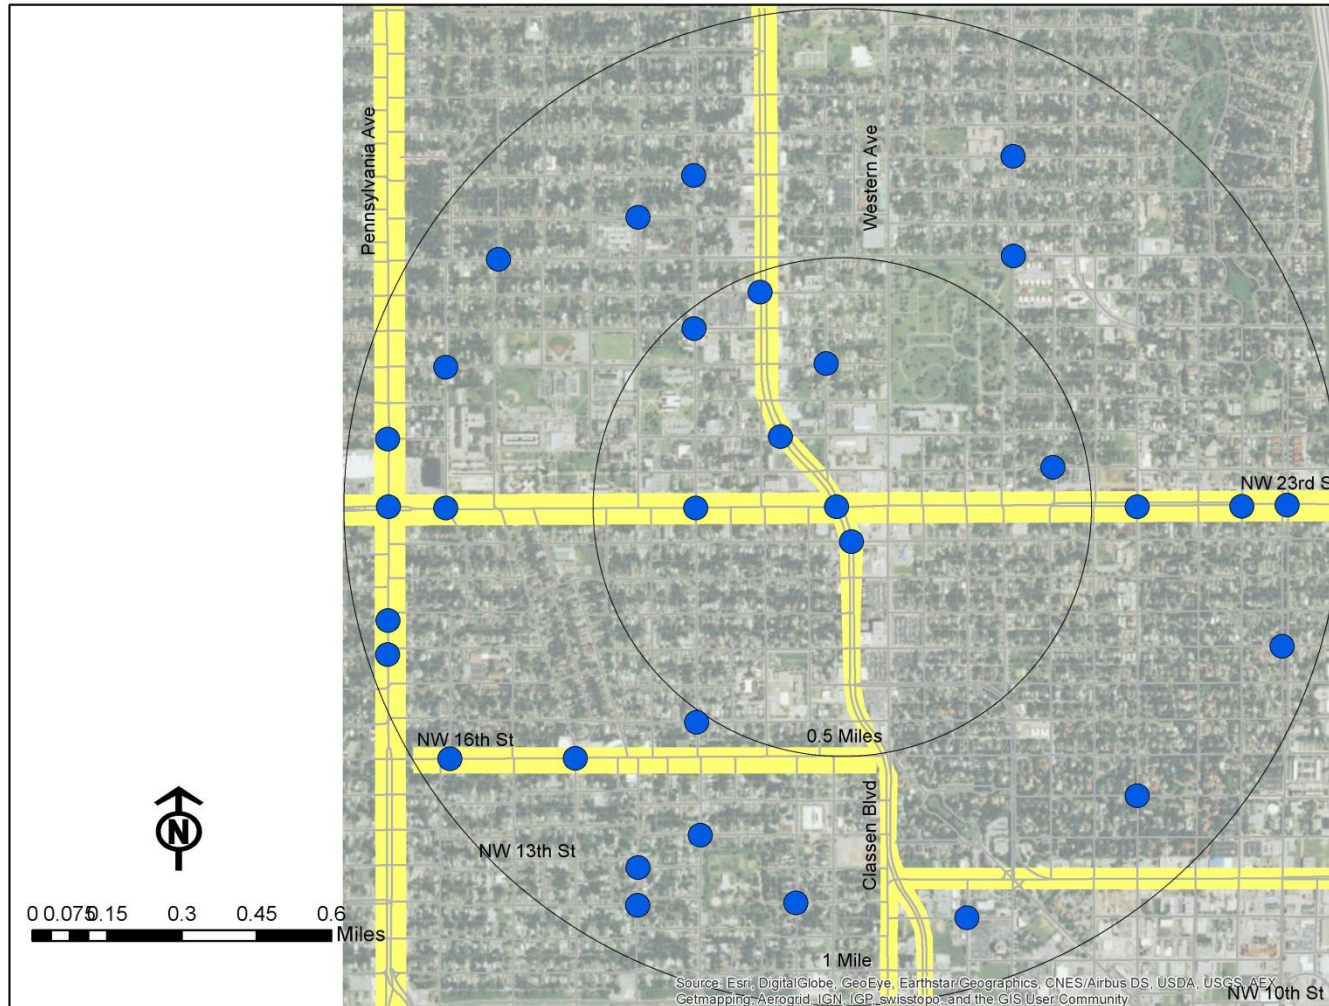 Pennsylvania Ave
Western Ave
NW 23rd S
0.5 Miles
NW 16th St
Classen Blvd
NW 13th St
N
0 0.075 0.15 0.3 0.45 0.6
Miles
1 Mile
Source: Esri, DigitalGlobe, GeoEye, Earthstar Geographics, CNES/Airbus DS, USDA, USGS, AEX,
Getmapping, Aerogrid, IGN, IGP, swisstopo, and the GIS User Community
NW 10th St